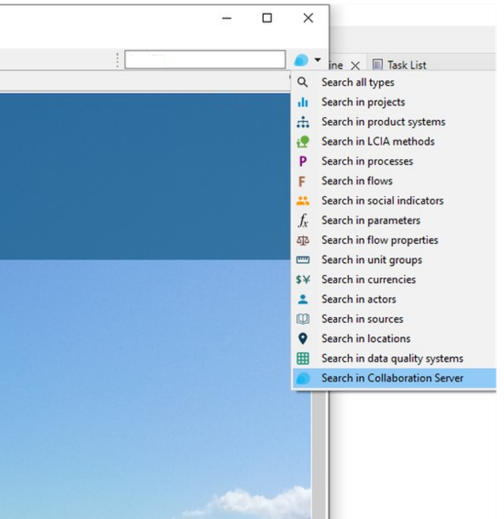 ine
Task List
Search all types
Search in projects
Search in product systems
Search in LCIA methods
P Search in processes
F Search in flows
Search in social indicators
fx Search in parameters
Search in flow properties
Search in unit groups
$¥ Search in currencies
Search in actors
Search in sources
Search in locations
Search in data quality systems
Search in Collaboration Server